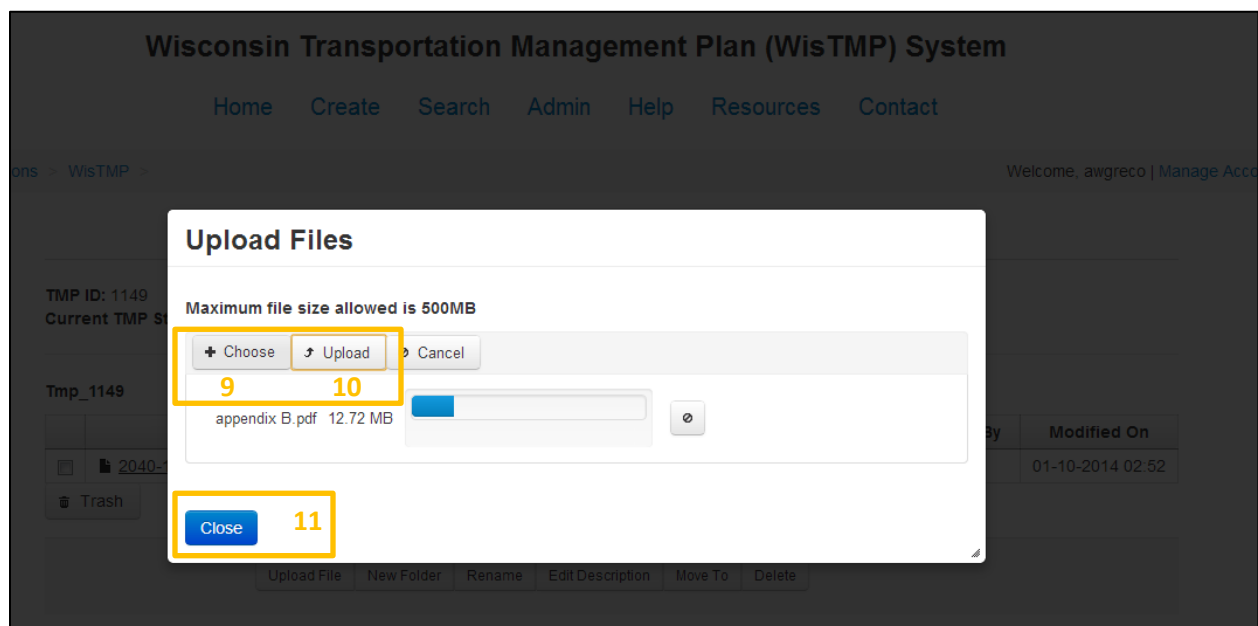 Wisconsin Transportation Management Plan (WisTMP) System
Home Create Search Admin Help Resources Contact
ons > WisTMP > Welcome, awgreco | Manage Acco
Upload Files
TMP ID: 1149
Maximum file size allowed is 500MB
Current TMP St
Choose Upload Cancel
9 10
Tmp_1149
appendix B.pdf 12.72 MB
By Modified On
2040-1 01-10-2014 02:52
Trash
Close 11
Upload File New Folder Rename Edit Description Move To Delete